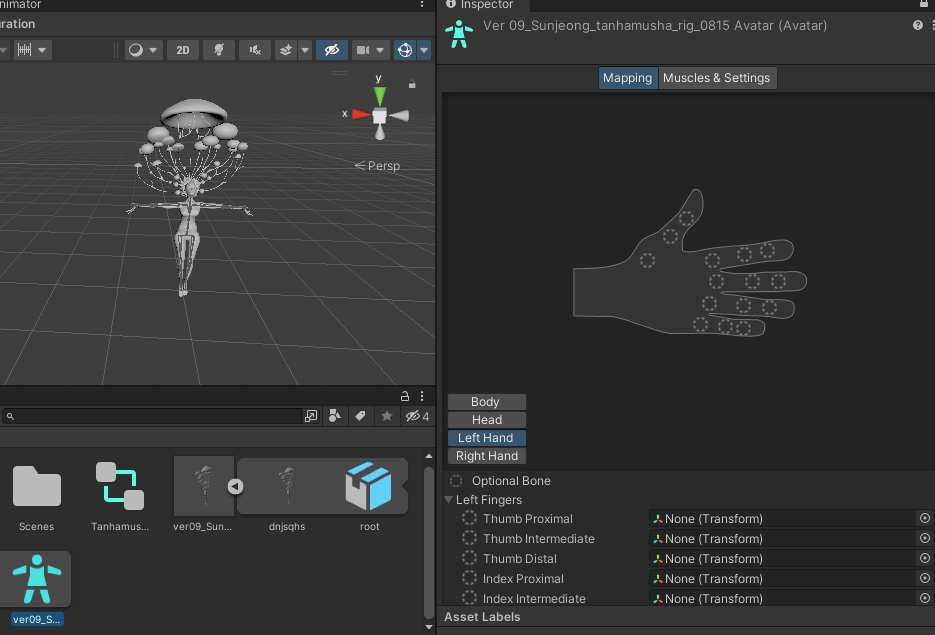 nimator
ration
2D
y
x
Persp
4
Scenes
Tanhamus...
ver09_Sun...
dnjsqhs
root
ver09_S...
Inspector
Ver 09_Sunjeong_tanhamusha_rig_0815 Avatar (Avatar)
Mapping
Muscles & Settings
Body
Head
Left Hand
Right Hand
Optional Bone
Left Fingers
Thumb Proximal None (Transform)
Thumb Intermediate None (Transform)
Thumb Distal None (Transform)
Index Proximal None (Transform)
Index Intermediate None (Transform)
Asset Labels